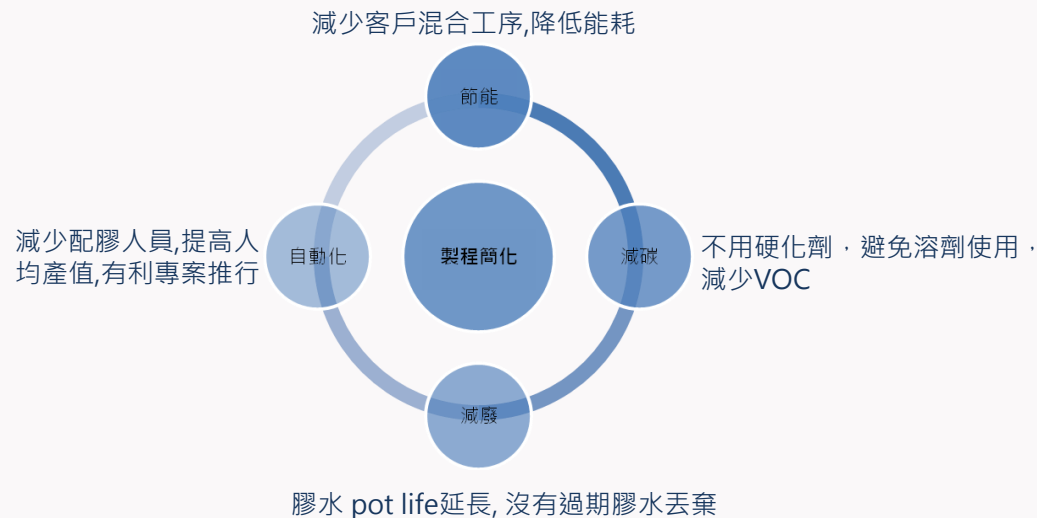 減少客戶混合工序,降低能耗
節能
減少配膠人員,提高人
均產值,有利專案推行
自動化
製程簡化
減碳
不用硬化劑，避免溶劑使用，
減少VOC
減廢
膠水 pot life延長, 沒有過期膠水丟棄